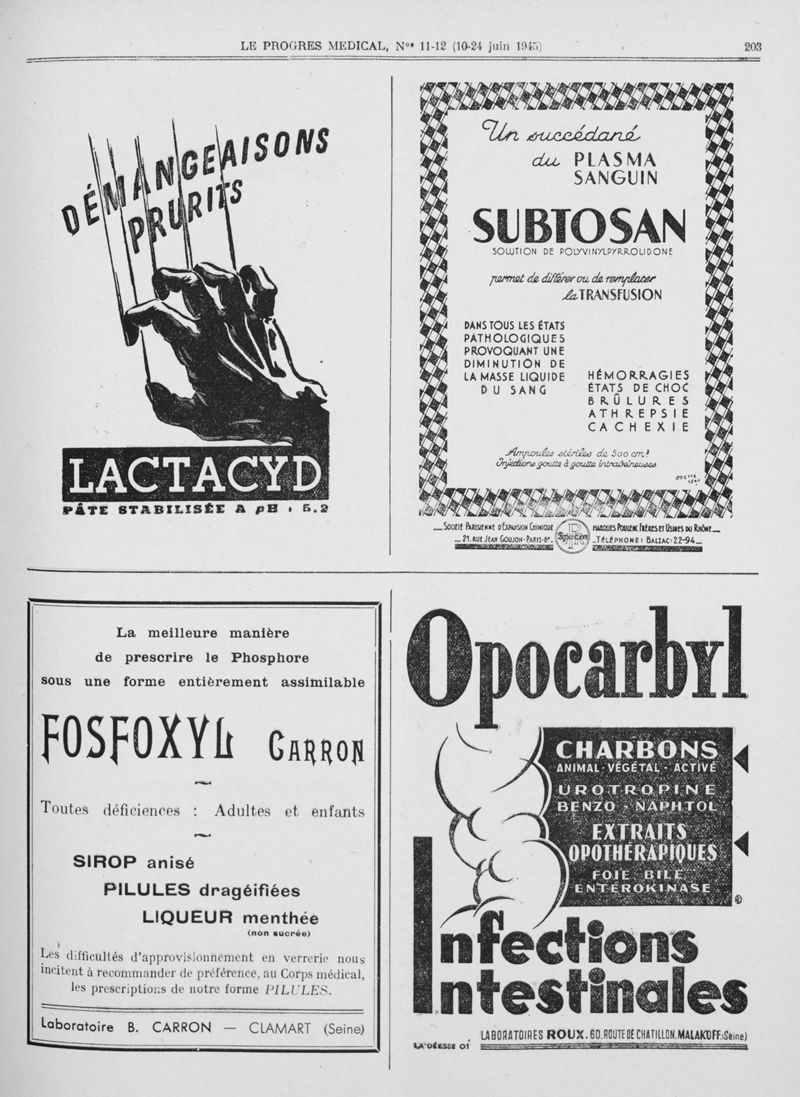 LE PROGRES MEDICAL, Nos 11-12 (10-24 juin 1945)
203
DÉMANGEAISONS
PRURITS
LACTACYD
PÂTE STABILISÉE A pH : 5.2
Un succédané
du PLASMA
SANGUIN
SUBTOSAN
SOLUTION DE POLYVINYLPYRROLIDONE
permet de différer ou de remplacer
la TRANSFUSION
DANS TOUS LES ÉTATS
PATHOLOGIQUES
PROVOQUANT UNE
DIMINUTION DE
LA MASSE LIQUIDE
DU SANG
HÉMORRAGIES
ÉTATS DE CHOC
BRÛLURES
ATHREPSIE
CACHEXIE
Ampoules stériles de 500 cm3
Injections goutte à goutte intraveineuses
SOCIÉTÉ PARISIENNE D'EXPANSION CHIMIQUE
Specia
MARQUES POULENC FRÈRES ET USINES DU RHÔNE
21, RUE JEAN GOUJON-PARIS-8e
TÉLÉPHONE : BALZAC : 22-94
La meilleure manière
de prescrire le Phosphore
sous une forme entièrement assimilable
FOSFOXYL CARRON
Toutes déficiences : Adultes et enfants
SIROP anisé
PILULES dragéifiées
LIQUEUR menthée
(non sucrée)
Les difficultés d'approvisionnement en verrerie nous
incitent à recommander de préférence, au Corps médical,
les prescriptions de notre forme PILULES.
Laboratoire B. CARRON — CLAMART (Seine)
Opocarbyl
CHARBONS
ANIMAL - VÉGÉTAL - ACTIVÉ
UROTROPINE
BENZO - NAPHTOL
EXTRAITS
OPOTHÉRAPIQUES
FOIE BILE
ENTÉROKINASE
Infections
Intestinales
LABORATOIRES ROUX. 60, ROUTE DE CHATILLON, MALAKOFF (Seine)
LA DÉESSE OI